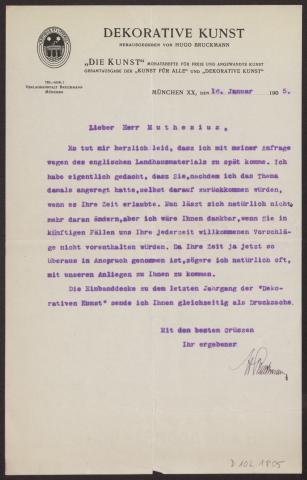 DEKORATIVE KUNST
HERAUSGEGEBEN VON HUGO BRUCKMANN
„DIE KUNST“ MONATSHEFTE FÜR FREIE UND ANGEWANDTE KUNST
GESAMTAUSGABE DER „KUNST FÜR ALLE“ UND „DEKORATIVEN KUNST“
VERLAGSANSTALT BRUCKMANN
MÜNCHEN
MÜNCHEN XX, DEN 16. Januar 1905.
Lieber Herr Muthesius,
Es tut mir herzlich leid, dass ich mit meiner Anfrage
wegen des englischen Landhausmaterials zu spät komme. Ich
habe eigentlich gedacht, dass Sie,nachdem ich das Thema
damals angeregt hatte,selbst darauf zurückkommen würden,
wenn es Ihre Zeit erlaubte. Nun lässt sich natürlich nicht
mehr daran ändern,aber ich wäre Ihnen dankbar,wenn Sie in
künftigen Fällen uns Ihre jederzeit willkommenen Vorschlä-
ge nicht vorenthalten würden. Da Ihre Zeit ja jetzt so
überaus in Anspruch genommen ist,zögere ich natürlich oft,
mit unseren Anliegen zu Ihnen zu kommen.
Die Einbanddecke zu dem letzten Jahrgang der "Deko-
rativen Kunst" sende ich Ihnen gleichzeitig als Drucksache.
Mit den besten Grüssen
Ihr ergebener
H Bruckmann
D 102-1805